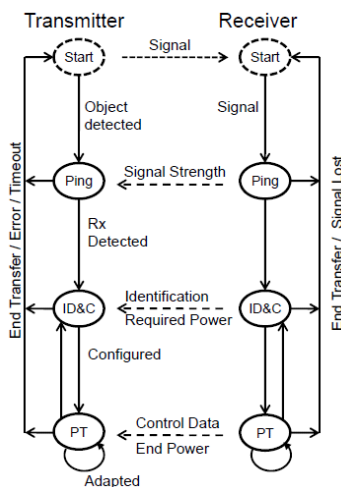 Transmitter
Receiver
Start
Signal
Start
Object
detected
Signal
Ping
Signal Strength
Ping
Rx
Detected
End Transfer / Error / Timeout
End Transfer / Signal Lost
ID&C
Identification
Required Power
ID&C
Configured
PT
Control Data
End Power
PT
Adapted